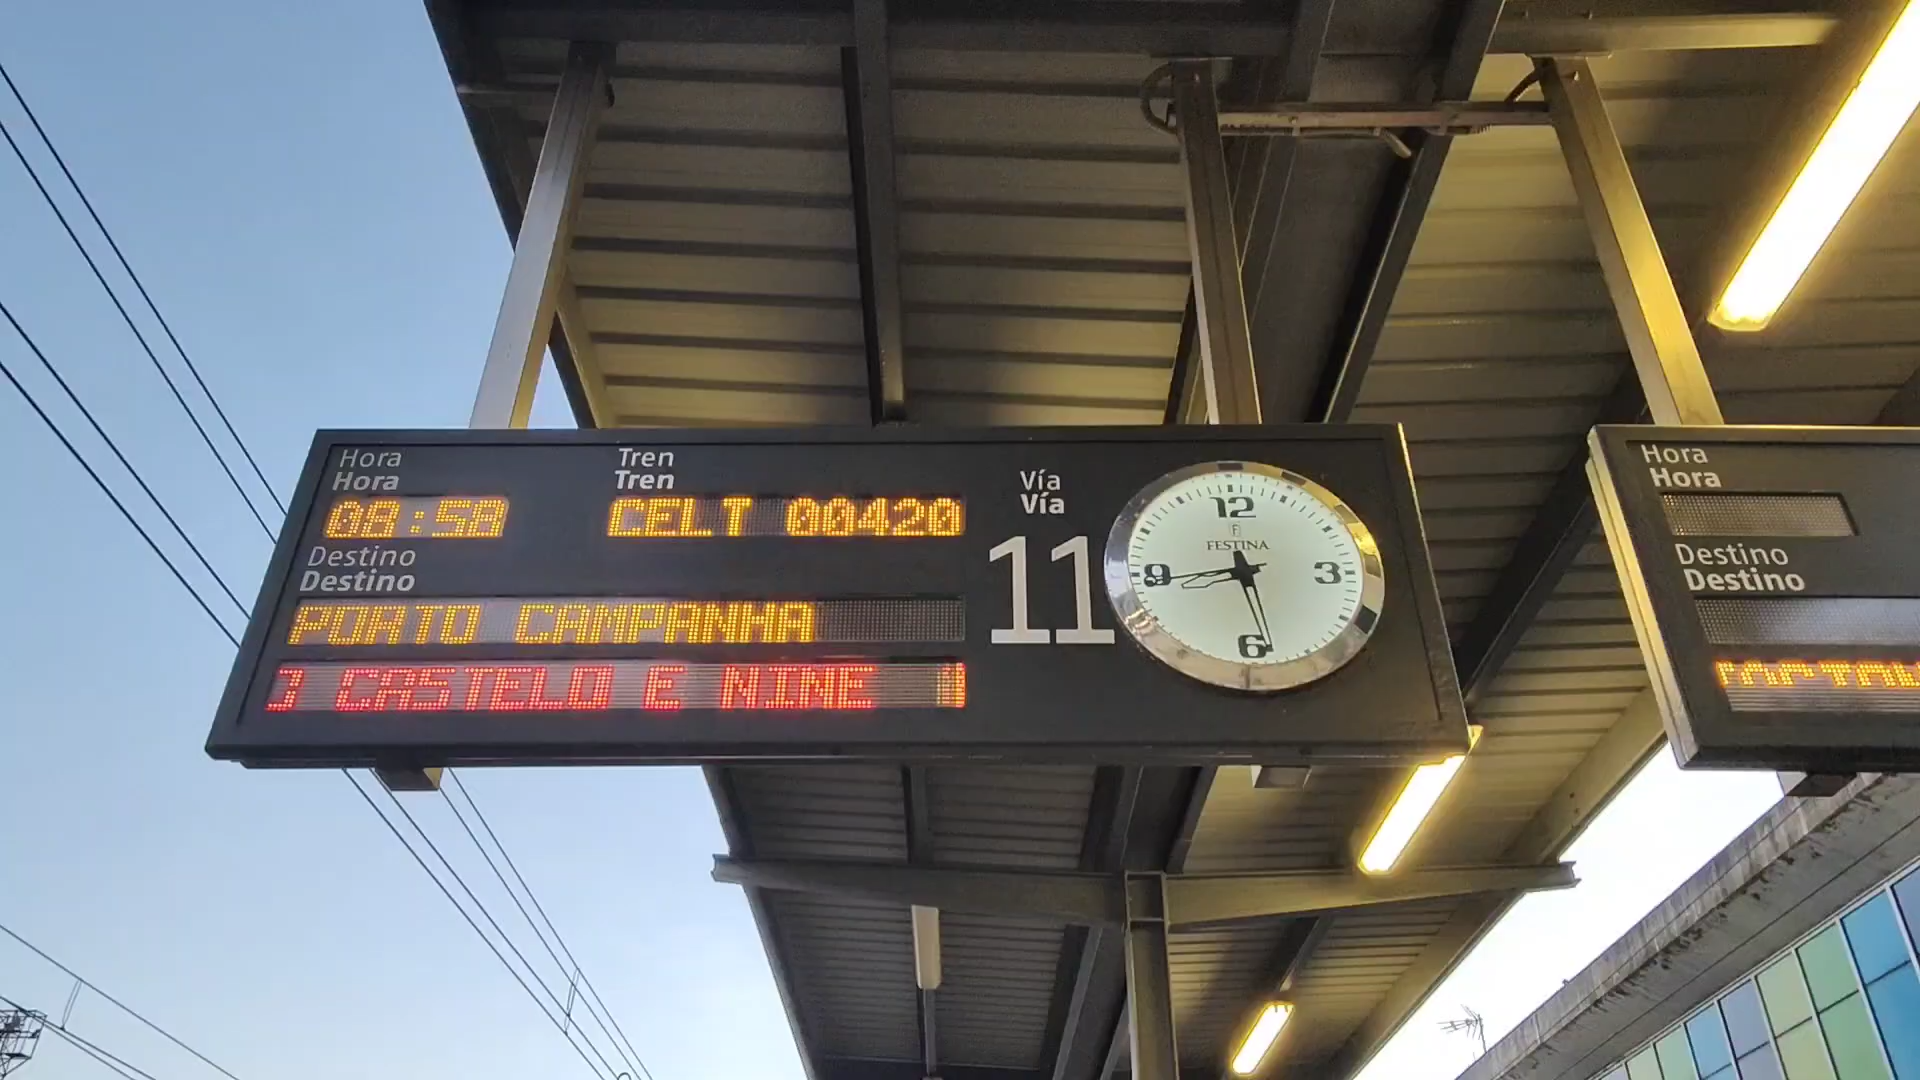 Hora
Hora
Tren
Tren
08:58
CELT 00420
Destino
Destino
PORTO CAMPANHA
CASTELO E NINE
Vía
Vía
11
12
3
6
9
F
FESTINA
Hora
Hora
Destino
Destino